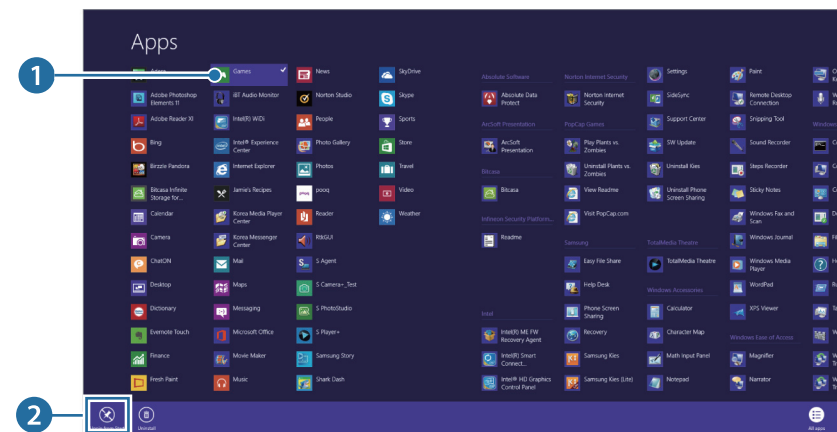 Apps
1
Games
Adobe Photoshop
Elements 11
Adobe Reader XI
Bing
Birzzle Pandora
Bitcasa Infinite
Storage for...
Calendar
Camera
ChatON
Desktop
Dictionary
Evernote Touch
Finance
Fresh Paint
IIIT Audio Monitor
Intel(R) WiDi
Intel® Experience
Center
Internet Explorer
Jamie's Recipes
Korea Media Player
Center
Korea Messenger
Center
Mail
Maps
Messaging
Microsoft Office
Movie Maker
Music
News
Norton Studio
People
Photo Gallery
Photos
pooq
Reader
RI&GUI
S Agent
S Camera+_Test
S PhotoStudio
S Player+
Samsung Story
Shark Dash
SkyDrive
Skype
Sports
Store
Travel
Video
Weather
Absolute Software
Absolute Data
Protect
ArcSoft Presentation
ArcSoft
Presentation
Bitcasa
Bitcasa
Infineon Security Platform...
Readme
Intel
Intel(R) ME FW
Recovery Agent
Intel(R) Smart
Connect...
Intel® HD Graphics
Control Panel
Norton Internet Security
Norton Internet
Security
PopCap Games
Play Plants vs.
Zombies
Uninstall Plants vs.
Zombies
View Readme
Visit PopCap.com
Samsung
Easy File Share
Help Desk
Phone Screen
Sharing
Recovery
Samsung Kies
Samsung Kies (Lite)
Settings
SideSync
Support Center
SW Update
Uninstall Kies
Uninstall Phone
Screen Sharing
TotalMedia Theatre
TotalMedia Theatre
Windows Accessories
Calculator
Character Map
Math Input Panel
Notepad
Paint
Remote Desktop
Connection
Snipping Tool
Sound Recorder
Steps Recorder
Sticky Notes
Windows Fax and
Scan
Windows Journal
Windows Media
Player
WordPad
XPS Viewer
Windows Ease of Access
Magnifier
Narrator
2
Uninstall
All apps